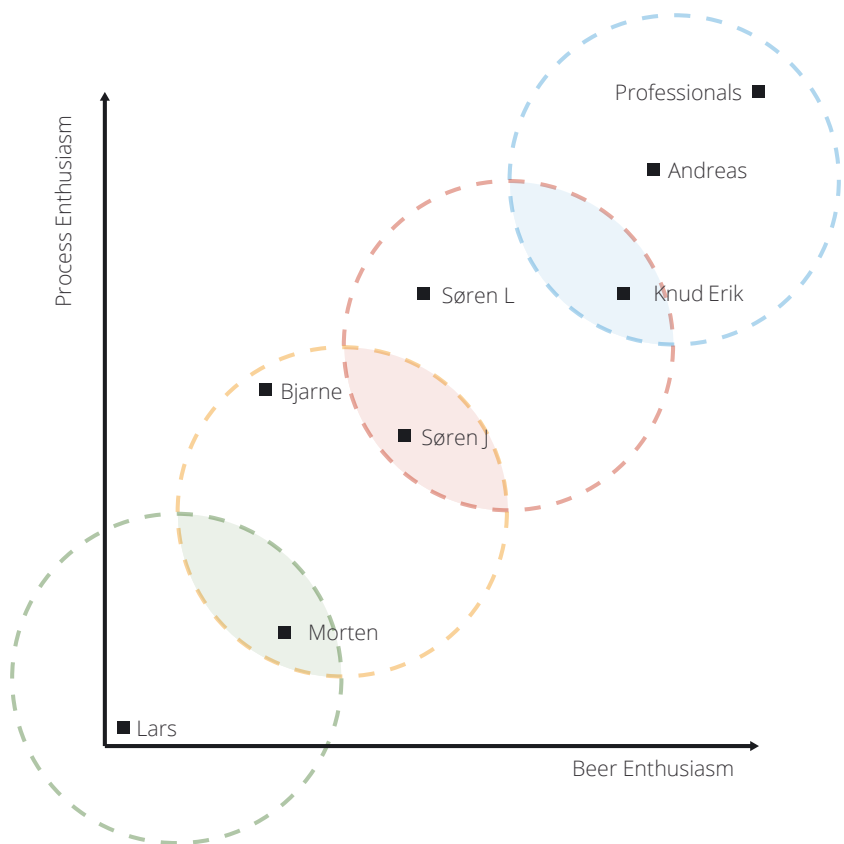 Professionals
Process Enthusiasm
Andreas
Søren L
Knud Erik
Bjarne
Søren J
Morten
Lars
Beer Enthusiasm